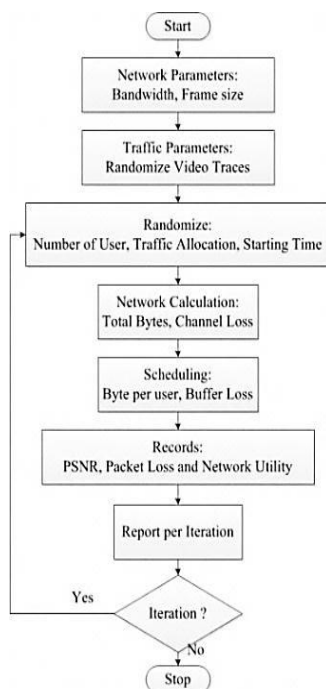 Start
Network Parameters:
Bandwidth, Frame size
Traffic Parameters:
Randomize Video Traces
Randomize:
Number of User, Traffic Allocation, Starting Time
Network Calculation:
Total Bytes, Channel Loss
Scheduling:
Byte per user, Buffer Loss
Records:
PSNR, Packet Loss and Network Utility
Report per Iteration
Yes
Iteration ?
No
Stop